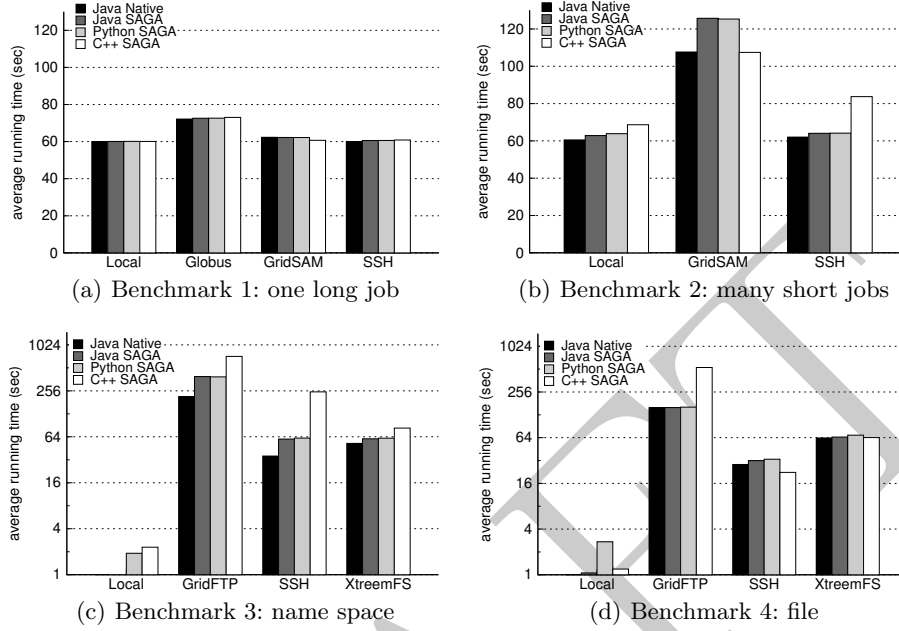 Java Native
Java SAGA
Python SAGA
C++ SAGA
average running time (sec)
120
100
80
60
40
20
0
Local Globus GridSAM SSH
(a) Benchmark 1: one long job
Java Native
Java SAGA
Python SAGA
C++ SAGA
average running time (sec)
120
100
80
60
40
20
0
Local GridSAM SSH
(b) Benchmark 2: many short jobs
Java Native
Java SAGA
Python SAGA
C++ SAGA
average running time (sec)
1024
256
64
16
4
1
Local GridFTP SSH XtreemFS
(c) Benchmark 3: name space
Java Native
Java SAGA
Python SAGA
C++ SAGA
average running time (sec)
1024
256
64
16
4
1
Local GridFTP SSH XtreemFS
(d) Benchmark 4: file